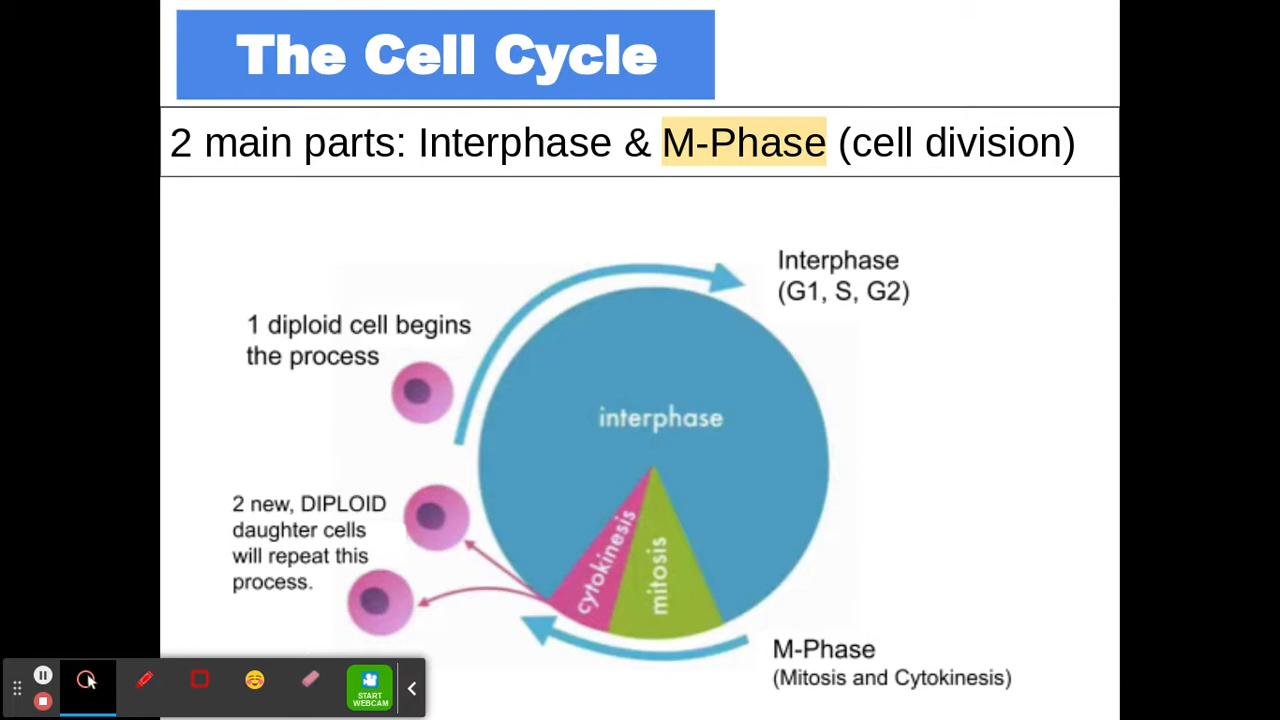 The Cell Cycle
2 main parts: Interphase & M-Phase (cell division)
Interphase
(G1, S, G2)
1 diploid cell begins
the process
interphase
2 new, DIPLOID
daughter cells
will repeat this
process.
cytokinesis
mitosis
M-Phase
(Mitosis and Cytokinesis)
START
WEBCAM